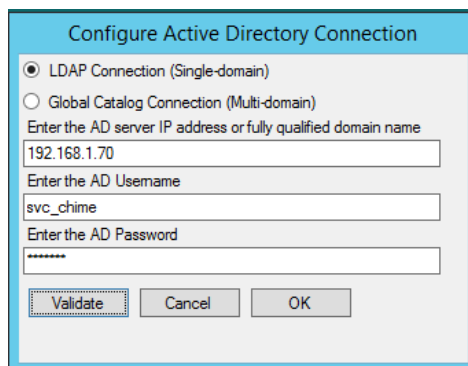 Configure Active Directory Connection
LDAP Connection (Single-domain)
Global Catalog Connection (Multi-domain)
Enter the AD server IP address or fully qualified domain name
192.168.1.70
Enter the AD Username
svc_chime
Enter the AD Password
*******
Validate Cancel OK